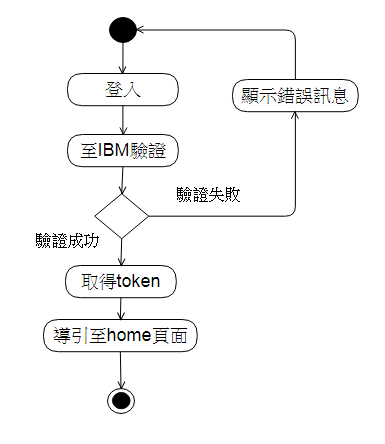 登入
顯示錯誤訊息
至IBM驗證
驗證失敗
驗證成功
取得token
導引至home頁面